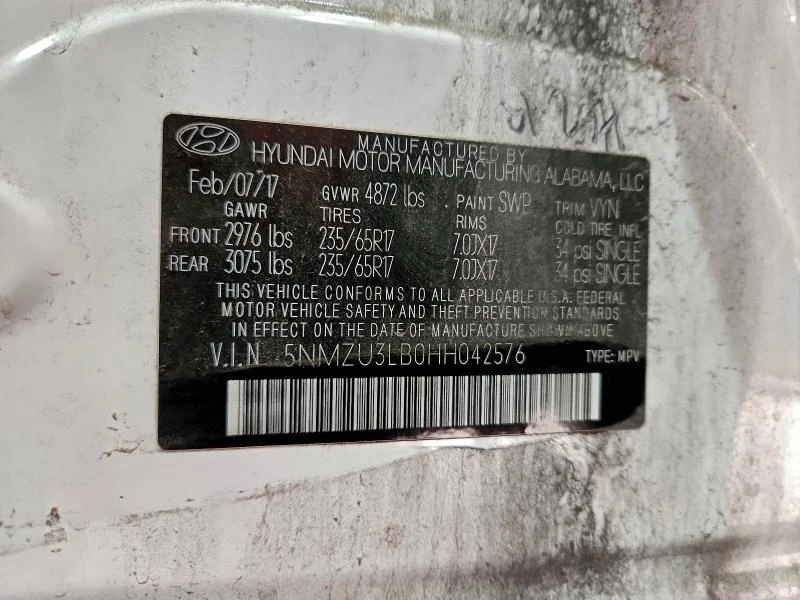 MANUFACTURED BY
HYUNDAI MOTOR MANUFACTURING ALABAMA, LLC
Feb/07/17 GVWR 4872 lbs PAINT SWP TRIM VYN
GAWR TIRES RIMS COLD TIRE INFL
FRONT 2976 lbs 235/65R17 7.0JX17 34 psi SINGLE
REAR 3075 lbs 235/65R17 7.0JX17 34 psi SINGLE
THIS VEHICLE CONFORMS TO ALL APPLICABLE U.S.A. FEDERAL
MOTOR VEHICLE SAFETY AND THEFT PREVENTION STANDARDS
IN EFFECT ON THE DATE OF MANUFACTURE SHOWN ABOVE
V.I.N 5NMZU3LB0HH042576 TYPE: MPV